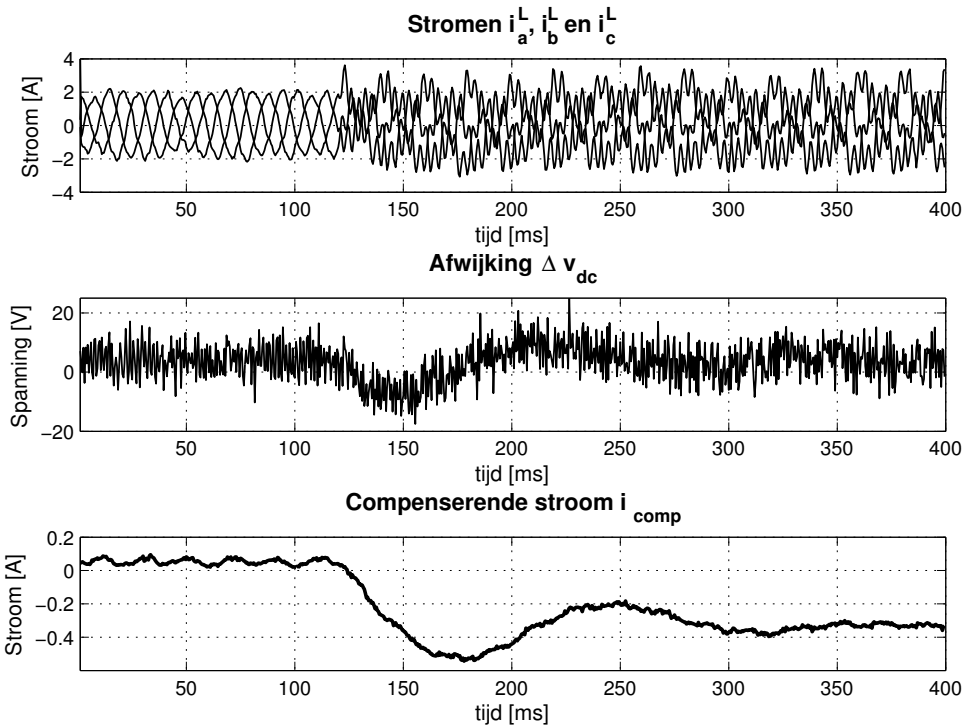 Stromen i_a^L, i_b^L en i_c^L
Stroom [A]
4
2
0
−2
−4
50 100 150 200 250 300 350 400
tijd [ms]
Afwijking Δ v_dc
Spanning [V]
20
0
−20
50 100 150 200 250 300 350 400
tijd [ms]
Compenserende stroom i_comp
Stroom [A]
0.2
0
−0.2
−0.4
50 100 150 200 250 300 350 400
tijd [ms]